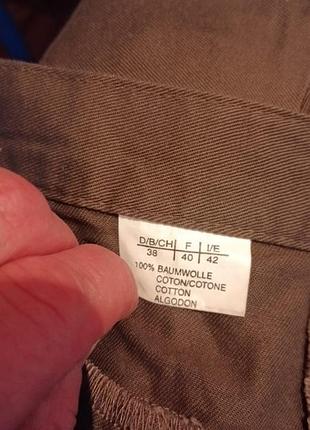 D/B/CH F I/E
38 40 42
100% BAUMWOLLE
COTON/COTONE
COTTON
ALGODON